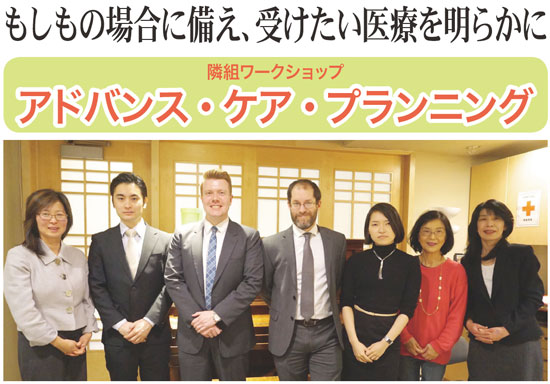 もしもの場合に備え、受けたい医療を明らかに
隣組ワークショップ
アドバンス・ケア・プランニング